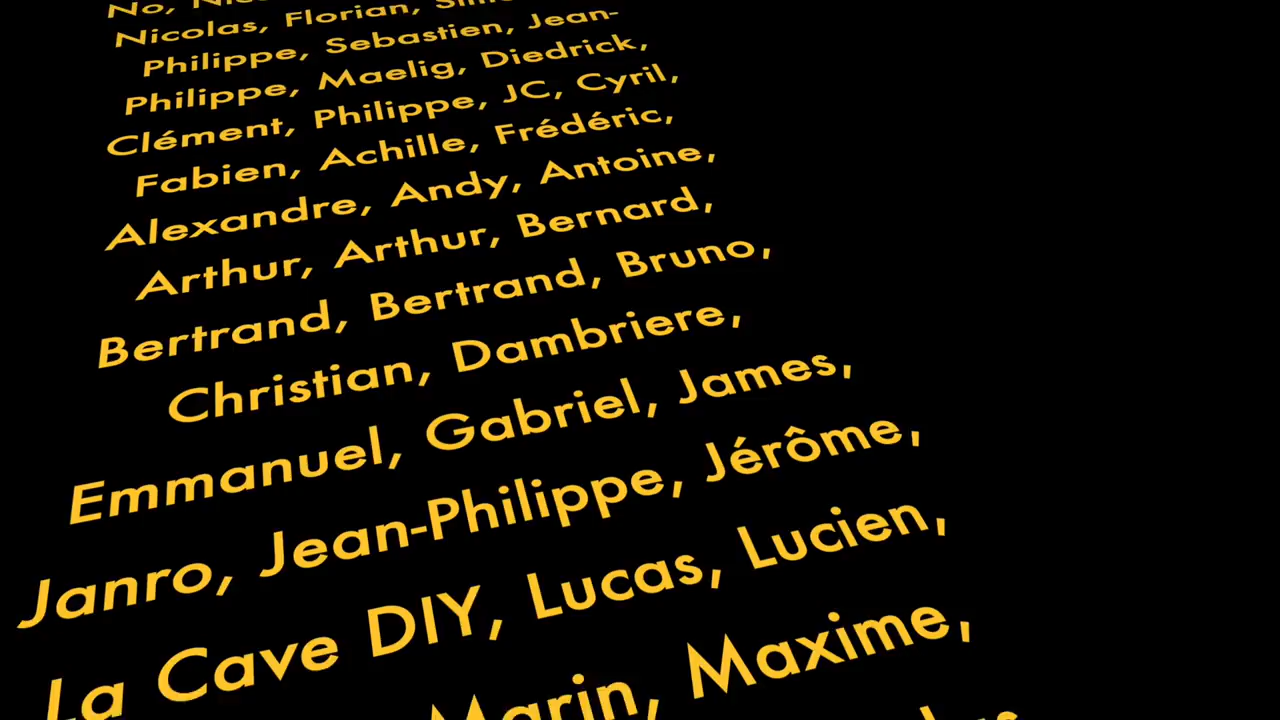 No,
Nicolas, Florian,
Philippe, Sebastien, Jean-
Philippe, Maelig, Diedrick,
Clément, Philippe, JC, Cyril,
Fabien, Achille, Frédéric,
Alexandre, Andy, Antoine,
Arthur, Arthur, Bernard,
Bertrand, Bertrand, Bruno,
Christian, Dambriere,
Emmanuel, Gabriel, James,
Janro, Jean-Philippe, Jérôme,
La Cave DIY, Lucas, Lucien,
Marin, Maxime,